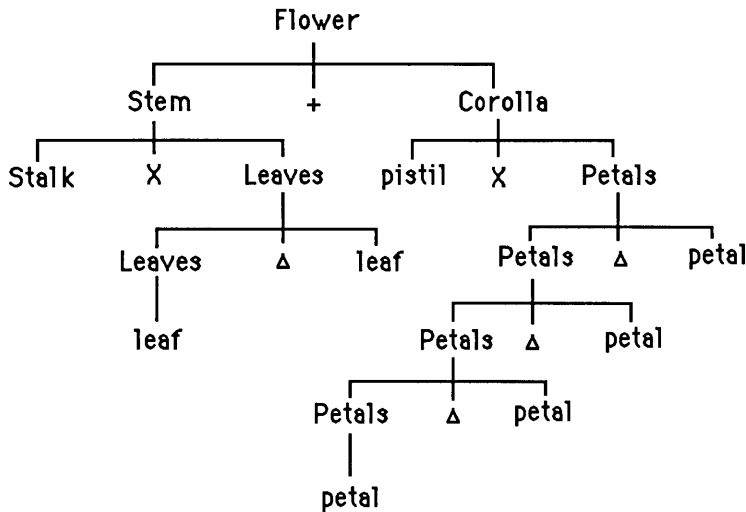 Flower
Stem + Corolla
Stalk X Leaves pistil X Petals
Leaves Δ leaf Petals Δ petal
leaf Petals Δ petal
Petals Δ petal
petal